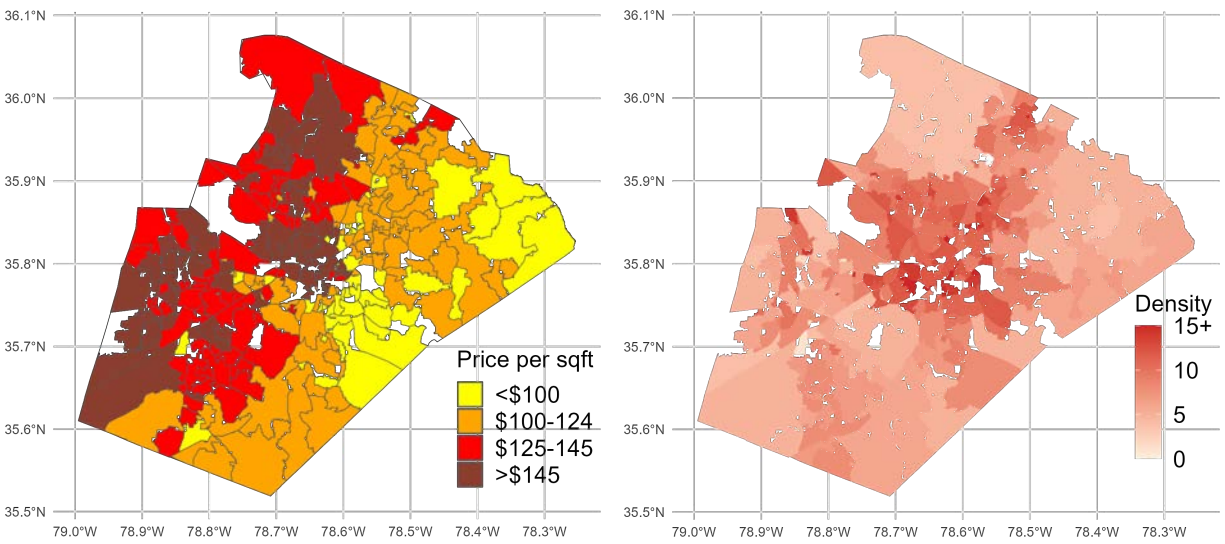 36.1°N
36.0°N
35.9°N
35.8°N
35.7°N
35.6°N
35.5°N
79.0°W 78.9°W 78.8°W 78.7°W 78.6°W 78.5°W 78.4°W 78.3°W
Price per sqft
<$100
$100-124
$125-145
>$145
36.1°N
36.0°N
35.9°N
35.8°N
35.7°N
35.6°N
35.5°N
79.0°W 78.9°W 78.8°W 78.7°W 78.6°W 78.5°W 78.4°W 78.3°W
Density
15+
10
5
0